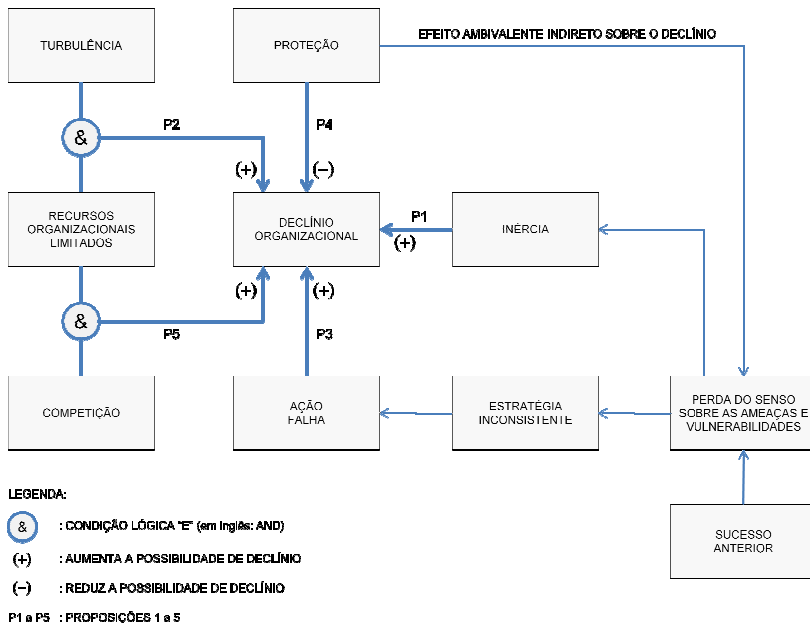 TURBULÊNCIA
PROTEÇÃO
EFEITO AMBIVALENTE INDIRETO SOBRE O DECLÍNIO
&
P2
P4
(+)
(–)
RECURSOS
ORGANIZACIONAIS
LIMITADOS
DECLÍNIO
ORGANIZACIONAL
P1
(+)
INÉRCIA
&
P5
(+)
(+)
P3
COMPETIÇÃO
AÇÃO
FALHA
ESTRATÉGIA
INCONSISTENTE
PERDA DO SENSO
SOBRE AS AMEAÇAS E
VULNERABILIDADES
SUCESSO
ANTERIOR
LEGENDA:
& : CONDIÇÃO LÓGICA "E" (em inglês: AND)
(+) : AUMENTA A POSSIBILIDADE DE DECLÍNIO
(–) : REDUZ A POSSIBILIDADE DE DECLÍNIO
P1 a P5 : PROPOSIÇÕES 1 a 5